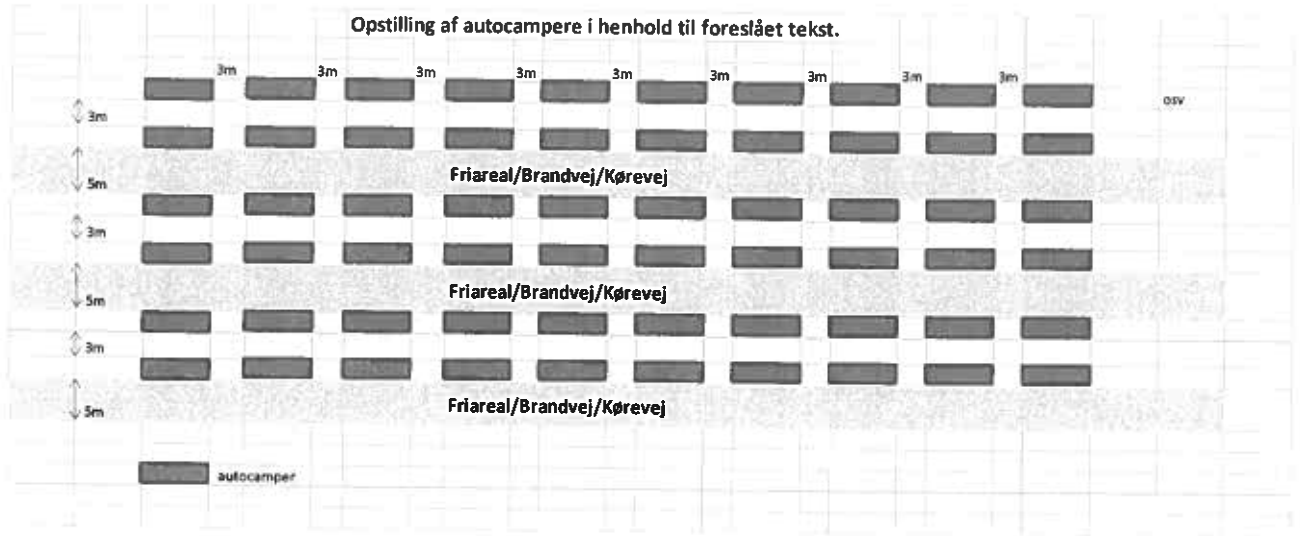 Opstilling af autocampere i henhold til foreslået tekst.
3m 3m 3m 3m 3m 3m 3m 3m 3m
osv
3m
Friareal/Brandvej/Kørevej
5m
3m
Friareal/Brandvej/Kørevej
5m
3m
Friareal/Brandvej/Kørevej
5m
autocamper